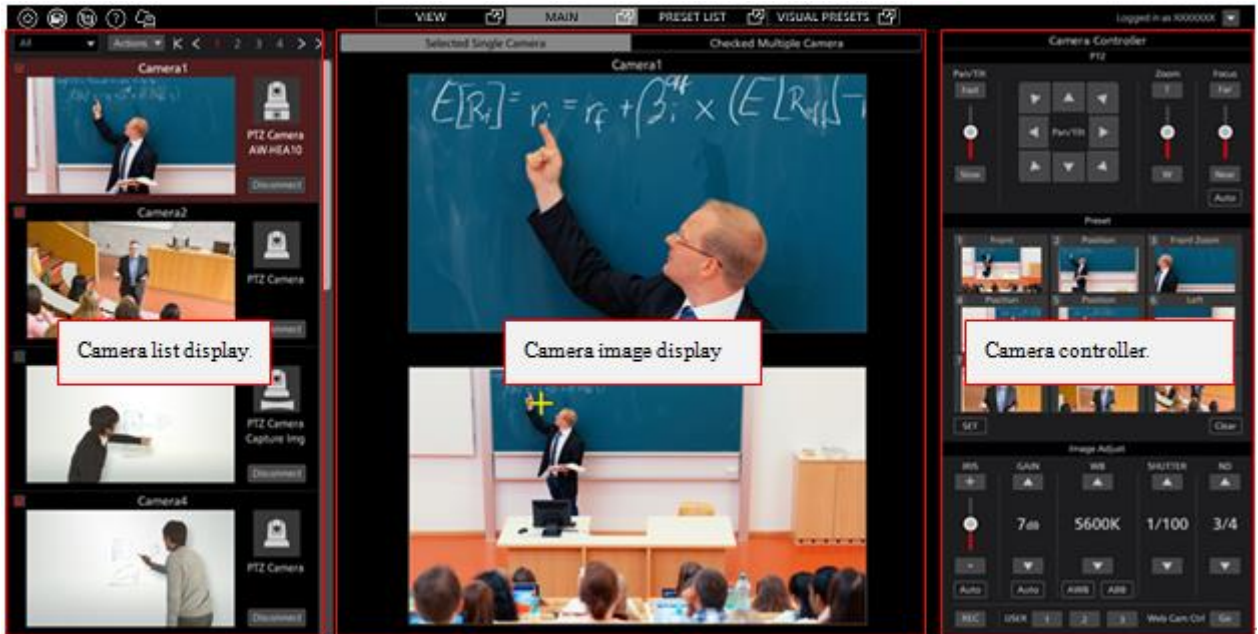 VIEW
MAIN
PRESET LIST
VISUAL PRESETS
Logged in as XXXXXXX
All
Actions
1 2 3 4
Selected Single Camera
Checked Multiple Camera
Camera1
PTZ Camera
AW-HEA10
Disconnect
Camera2
PTZ Camera
Disconnect
Camera list display.
PTZ Camera
Capture Img
Disconnect
Camera4
PTZ Camera
Disconnect
Camera1
Camera image display
Camera Controller
PTZ
Pan/Tilt
Zoom
Focus
Fast
T
Far
Pan/Tilt
Slow
W
Near
Auto
Preset
1 Front
2 Position
3 Front Zoom
4 Position
5 Position
6 Left
Camera controller.
SET
Clear
Image Adjust
IRIS
GAIN
WB
SHUTTER
ND
7dB
5600K
1/100
3/4
Auto
Auto
AWB
ABB
REC
USER
1
2
3
Web Cam Ctrl
Go